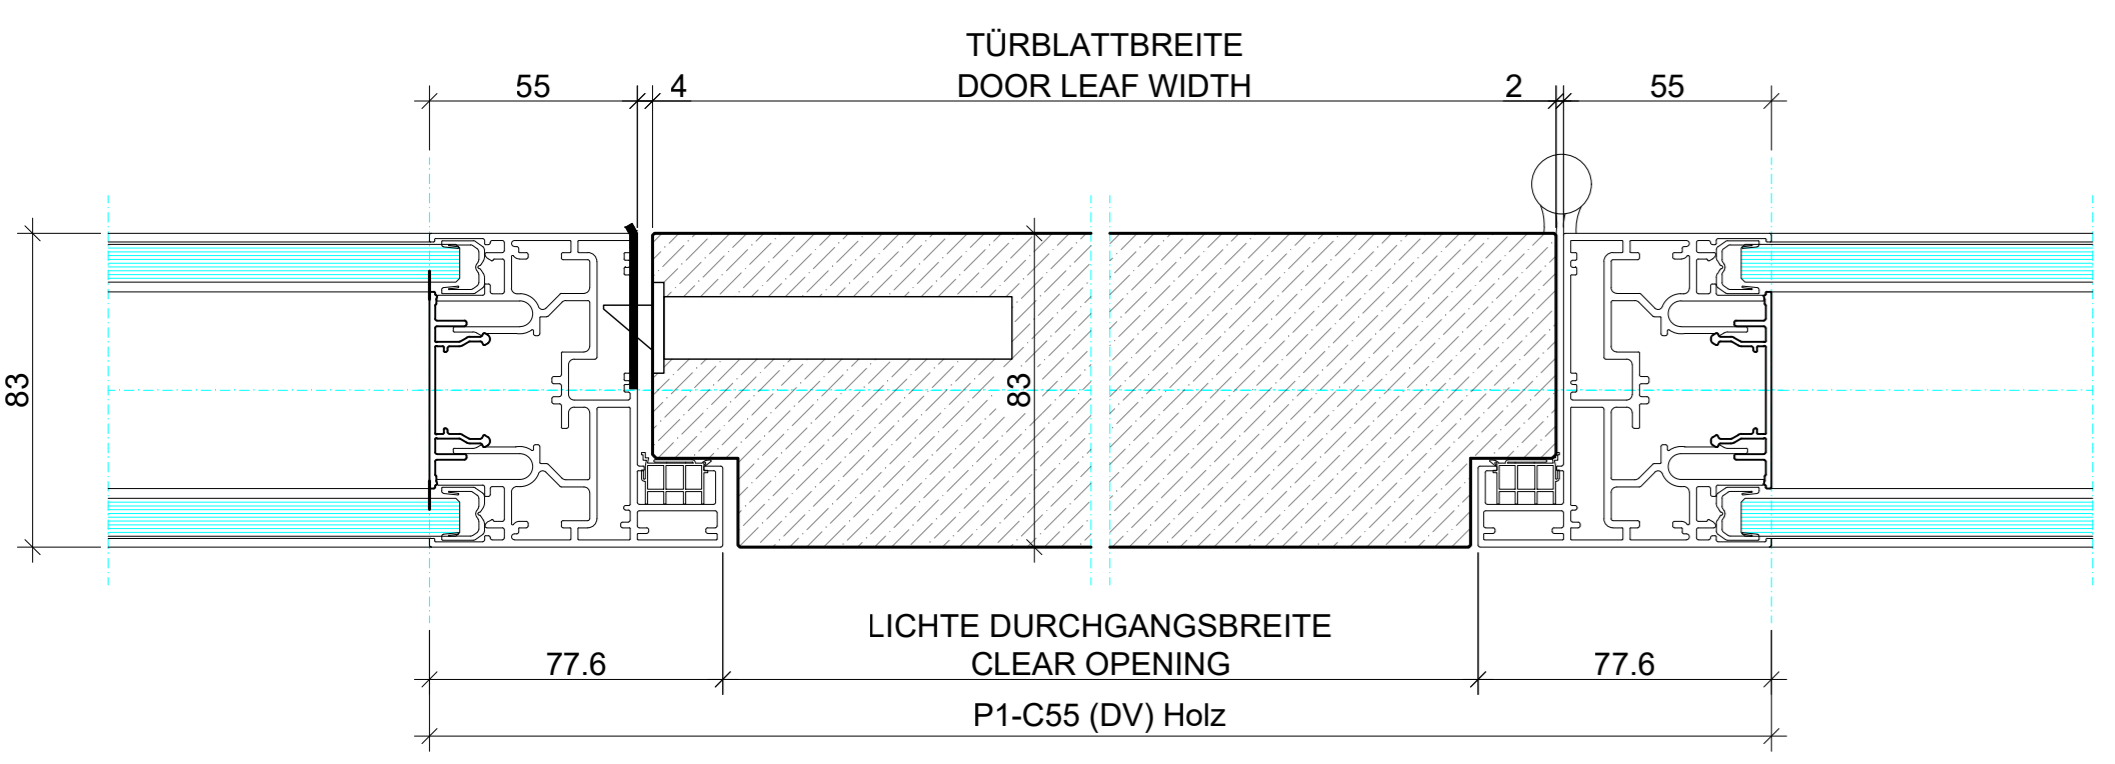 TÜRBLATTBREITE
55 4 DOOR LEAF WIDTH 2 55
83
83
LICHTE DURCHGANGSBREITE
77.6 CLEAR OPENING 77.6
P1-C55 (DV) Holz